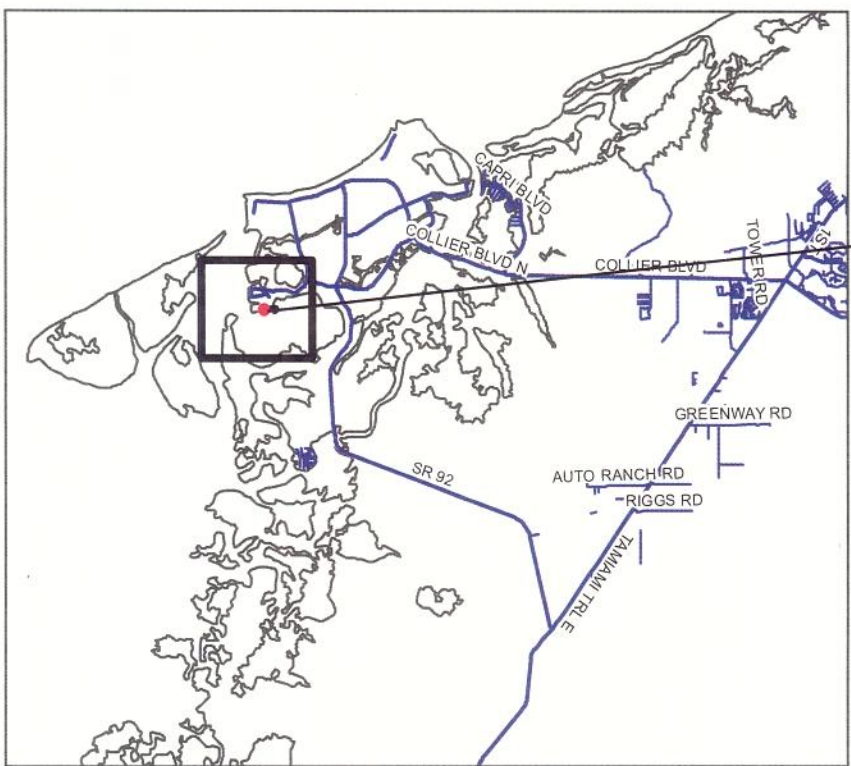 CAPRI BLVD
COLLIER BLVD N
COLLIER BLVD
TOWER RD
GREENWAY RD
AUTO RANCH RD
RIGGS RD
SR 92
TAMIAMI TRL E